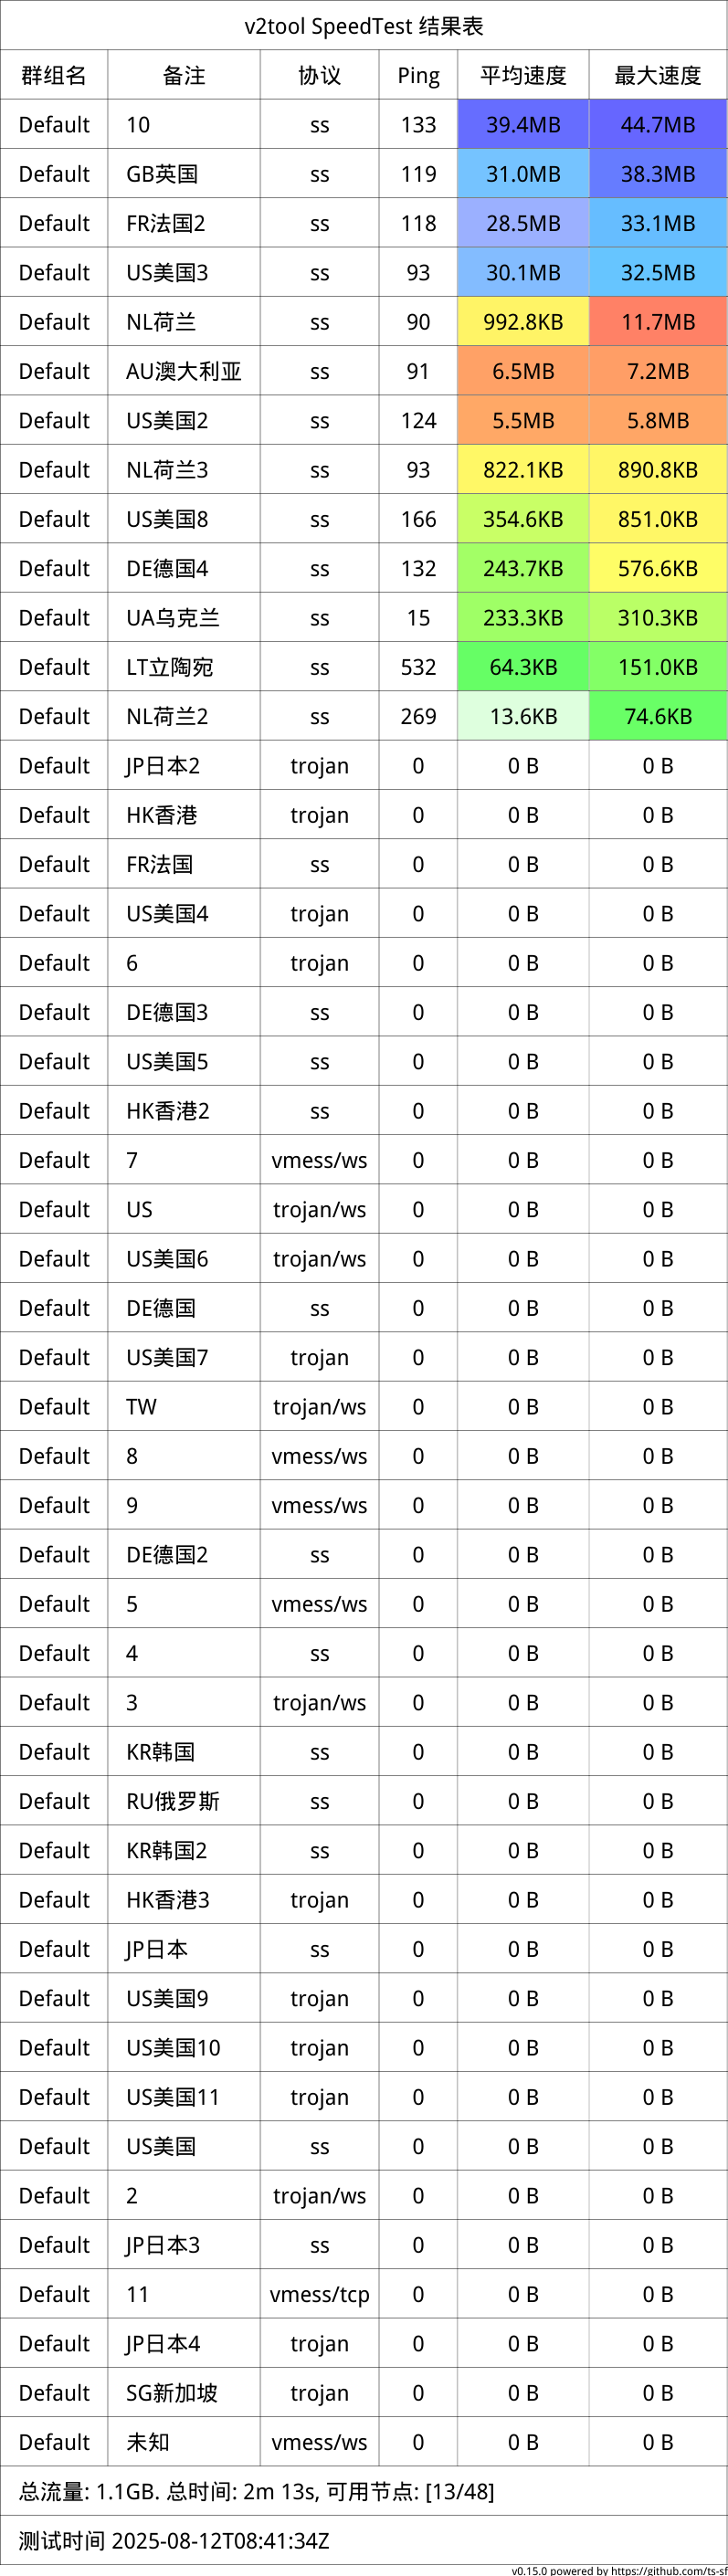 v2tool SpeedTest 结果表
群组名 备注 协议 Ping 平均速度 最大速度
Default 10 ss 133 39.4MB 44.7MB
Default GB英国 ss 119 31.0MB 38.3MB
Default FR法国2 ss 118 28.5MB 33.1MB
Default US美国3 ss 93 30.1MB 32.5MB
Default NL荷兰 ss 90 992.8KB 11.7MB
Default AU澳大利亚 ss 91 6.5MB 7.2MB
Default US美国2 ss 124 5.5MB 5.8MB
Default NL荷兰3 ss 93 822.1KB 890.8KB
Default US美国8 ss 166 354.6KB 851.0KB
Default DE德国4 ss 132 243.7KB 576.6KB
Default UA乌克兰 ss 15 233.3KB 310.3KB
Default LT立陶宛 ss 532 64.3KB 151.0KB
Default NL荷兰2 ss 269 13.6KB 74.6KB
Default JP日本2 trojan 0 0 B 0 B
Default HK香港 trojan 0 0 B 0 B
Default FR法国 ss 0 0 B 0 B
Default US美国4 trojan 0 0 B 0 B
Default 6 trojan 0 0 B 0 B
Default DE德国3 ss 0 0 B 0 B
Default US美国5 ss 0 0 B 0 B
Default HK香港2 ss 0 0 B 0 B
Default 7 vmess/ws 0 0 B 0 B
Default US trojan/ws 0 0 B 0 B
Default US美国6 trojan/ws 0 0 B 0 B
Default DE德国 ss 0 0 B 0 B
Default US美国7 trojan 0 0 B 0 B
Default TW trojan/ws 0 0 B 0 B
Default 8 vmess/ws 0 0 B 0 B
Default 9 vmess/ws 0 0 B 0 B
Default DE德国2 ss 0 0 B 0 B
Default 5 vmess/ws 0 0 B 0 B
Default 4 ss 0 0 B 0 B
Default 3 trojan/ws 0 0 B 0 B
Default KR韩国 ss 0 0 B 0 B
Default RU俄罗斯 ss 0 0 B 0 B
Default KR韩国2 ss 0 0 B 0 B
Default HK香港3 trojan 0 0 B 0 B
Default JP日本 ss 0 0 B 0 B
Default US美国9 trojan 0 0 B 0 B
Default US美国10 trojan 0 0 B 0 B
Default US美国11 trojan 0 0 B 0 B
Default US美国 ss 0 0 B 0 B
Default 2 trojan/ws 0 0 B 0 B
Default JP日本3 ss 0 0 B 0 B
Default 11 vmess/tcp 0 0 B 0 B
Default JP日本4 trojan 0 0 B 0 B
Default SG新加坡 trojan 0 0 B 0 B
Default 未知 vmess/ws 0 0 B 0 B
总流量: 1.1GB. 总时间: 2m 13s, 可用节点: [13/48]
测试时间 2025-08-12T08:41:34Z
v0.15.0 powered by https://github.com/ts-sf